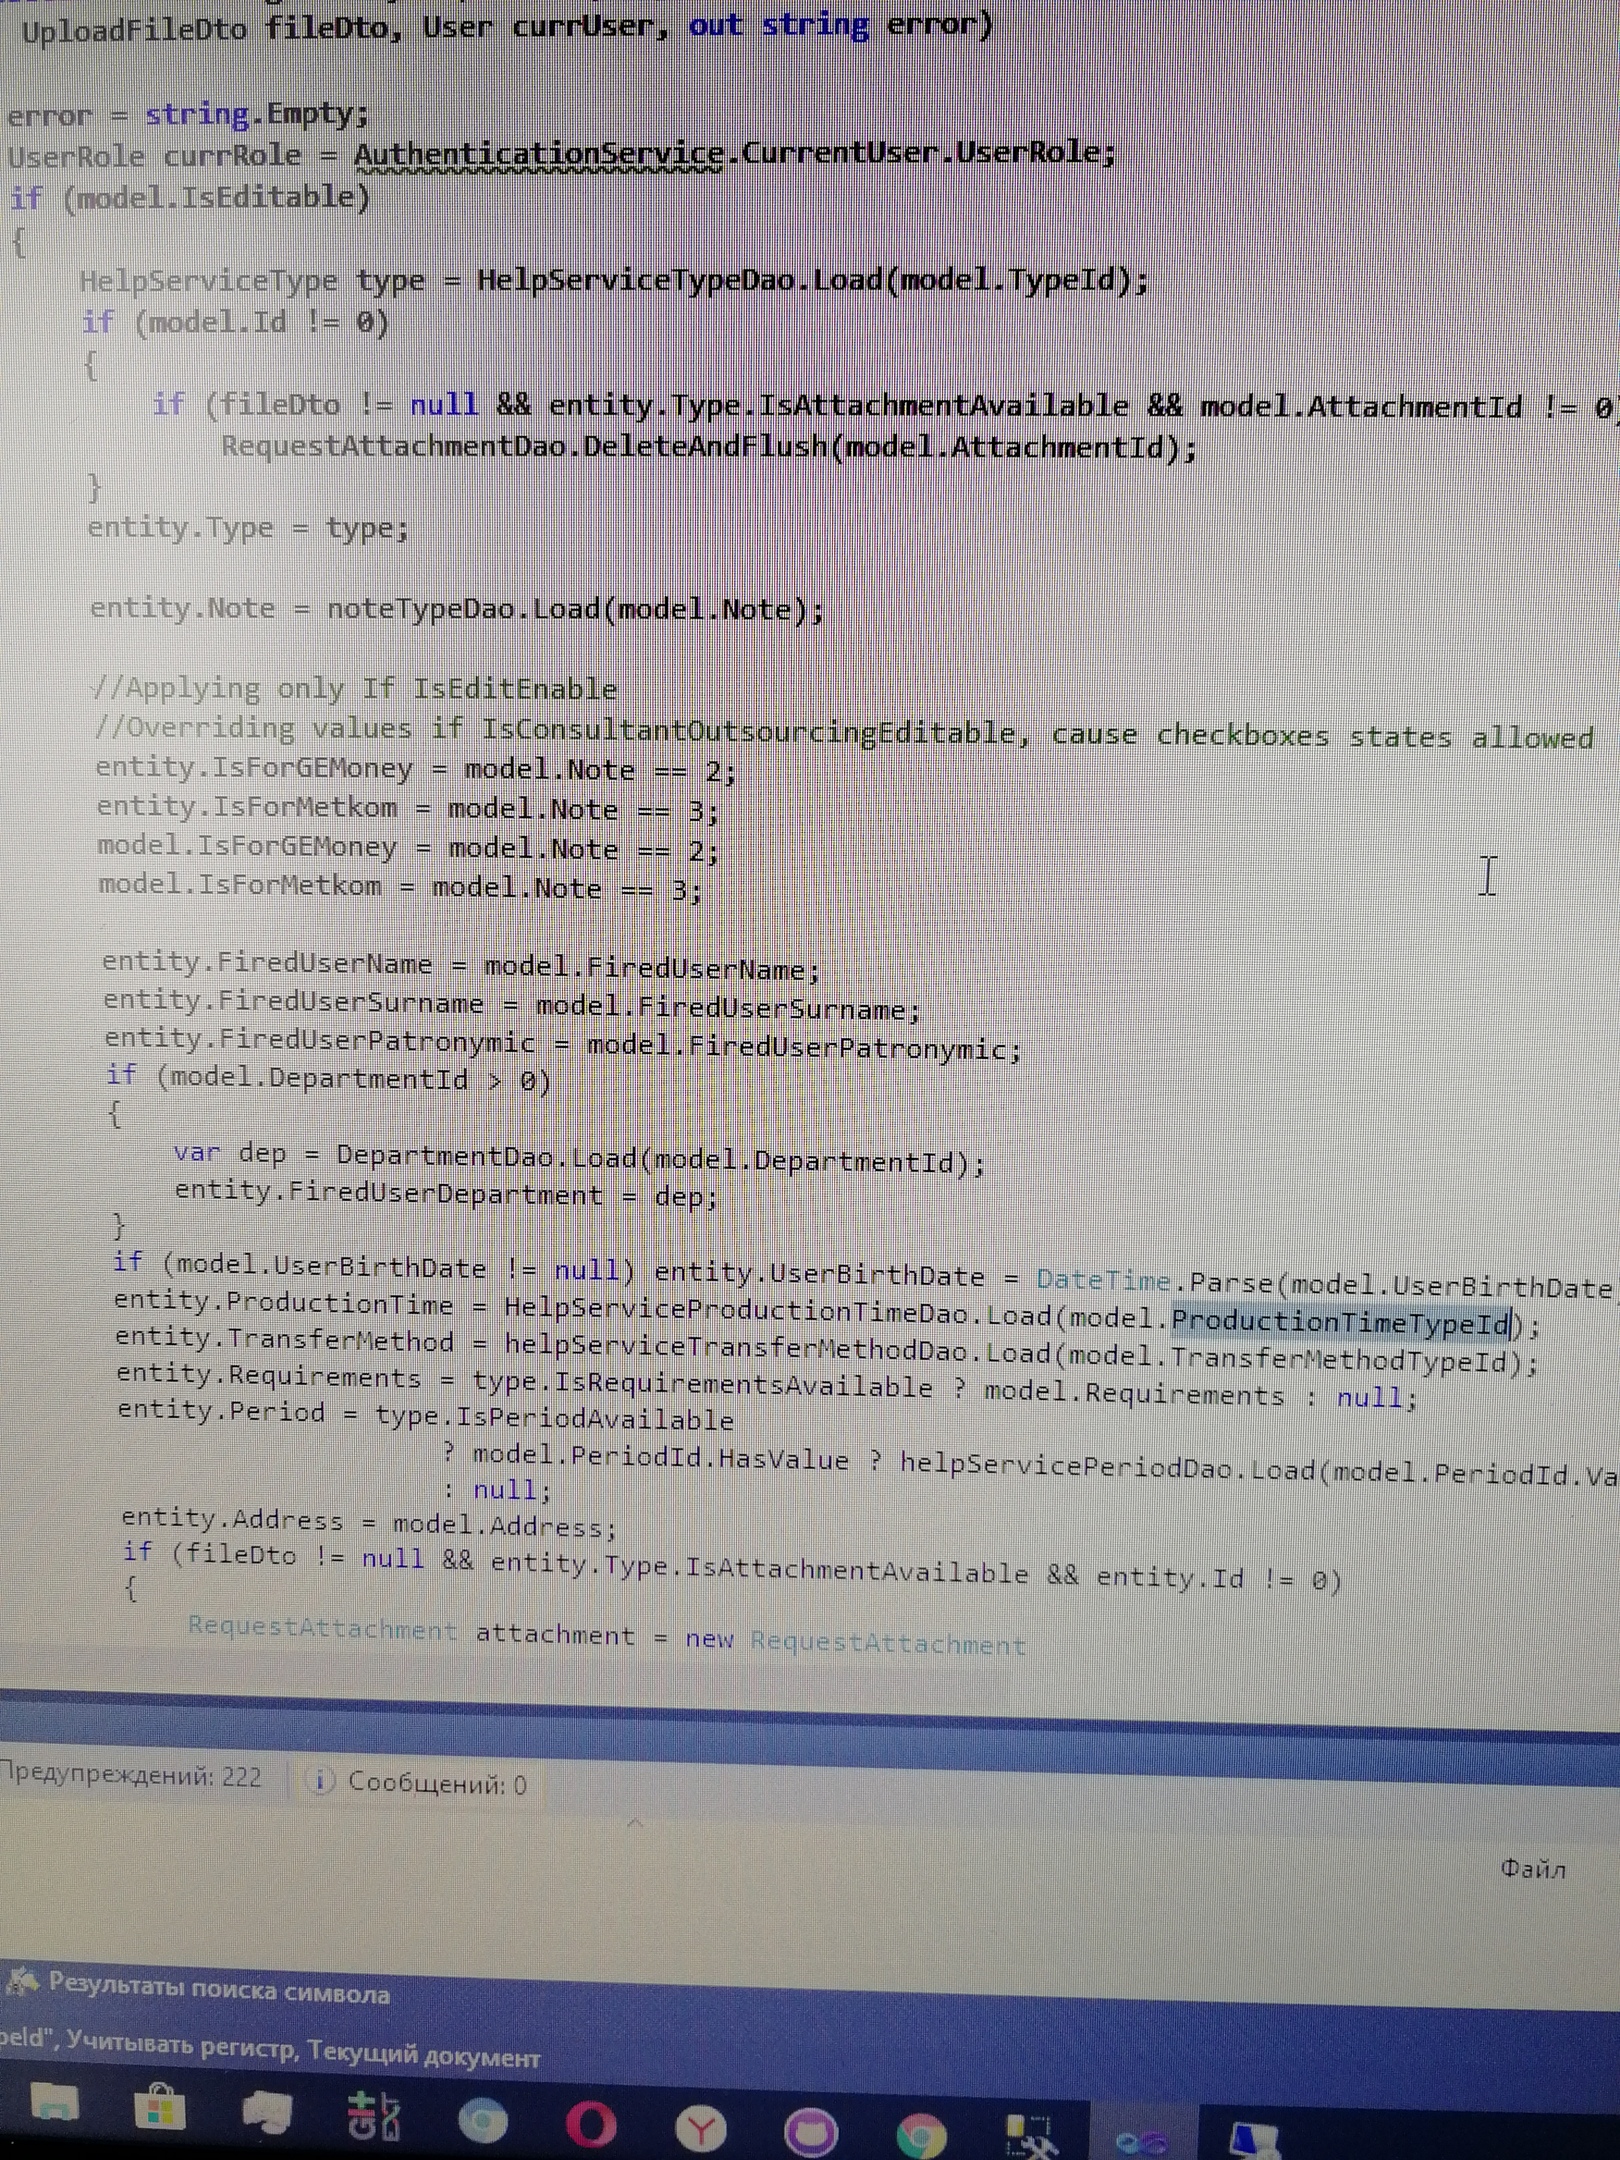 UploadFileDto fileDto, User currUser, out string error)
error = string.Empty;
UserRole currRole = AuthenticationService.CurrentUser.UserRole;
if (model.IsEditable)
{
HelpServiceType type = HelpServiceTypeDao.Load(model.TypeId);
if (model.Id != 0)
{
if (fileDto != null && entity.Type.IsAttachmentAvailable && model.AttachmentId != 0)
RequestAttachmentDao.DeleteAndFlush(model.AttachmentId);
}
entity.Type = type;
entity.Note = noteTypeDao.Load(model.Note);
//Applying only If IsEditEnable
//Overriding values if IsConsultantOutsourcingEditable, cause checkboxes states allowed
entity.IsForGEMoney = model.Note == 2;
entity.IsForMetkom = model.Note == 3;
model.IsForGEMoney = model.Note == 2;
model.IsForMetkom = model.Note == 3;
entity.FiredUserName = model.FiredUserName;
entity.FiredUserSurname = model.FiredUserSurname;
entity.FiredUserPatronymic = model.FiredUserPatronymic;
if (model.DepartmentId > 0)
{
var dep = DepartmentDao.Load(model.DepartmentId);
entity.FiredUserDepartment = dep;
}
if (model.UserBirthDate != null) entity.UserBirthDate = DateTime.Parse(model.UserBirthDate
entity.ProductionTime = HelpServiceProductionTimeDao.Load(model.ProductionTimeTypeId);
entity.TransferMethod = helpServiceTransferMethodDao.Load(model.TransferMethodTypeId);
entity.Requirements = type.IsRequirementsAvailable ? model.Requirements : null;
entity.Period = type.IsPeriodAvailable
? model.PeriodId.HasValue ? helpServicePeriodDao.Load(model.PeriodId.Va
: null;
entity.Address = model.Address;
if (fileDto != null && entity.Type.IsAttachmentAvailable && entity.Id != 0)
{
RequestAttachment attachment = new RequestAttachment
Предупреждений: 222 Сообщений: 0
Файл
Результаты поиска символа
peId", Учитывать регистр, Текущий документ
Git
Ext